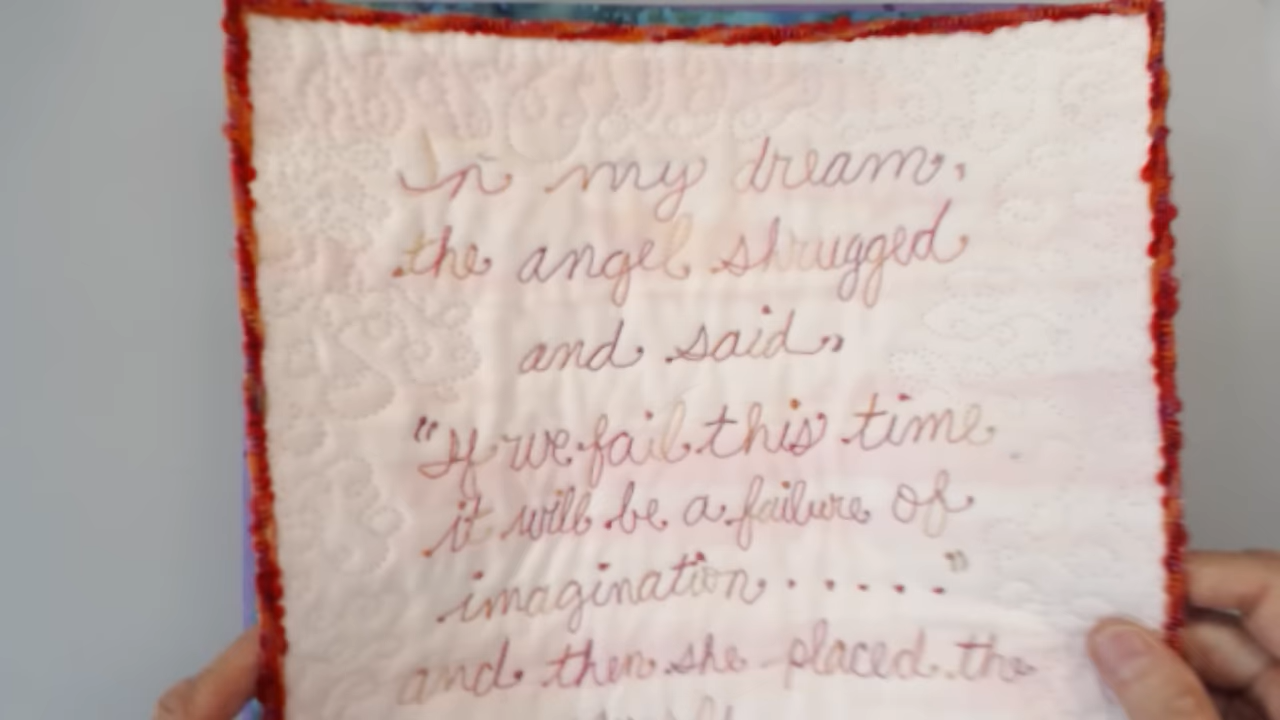 In my dream,
the angel shrugged
and said,
"If we fail this time
it will be a failure of
imagination....."
and then she placed the